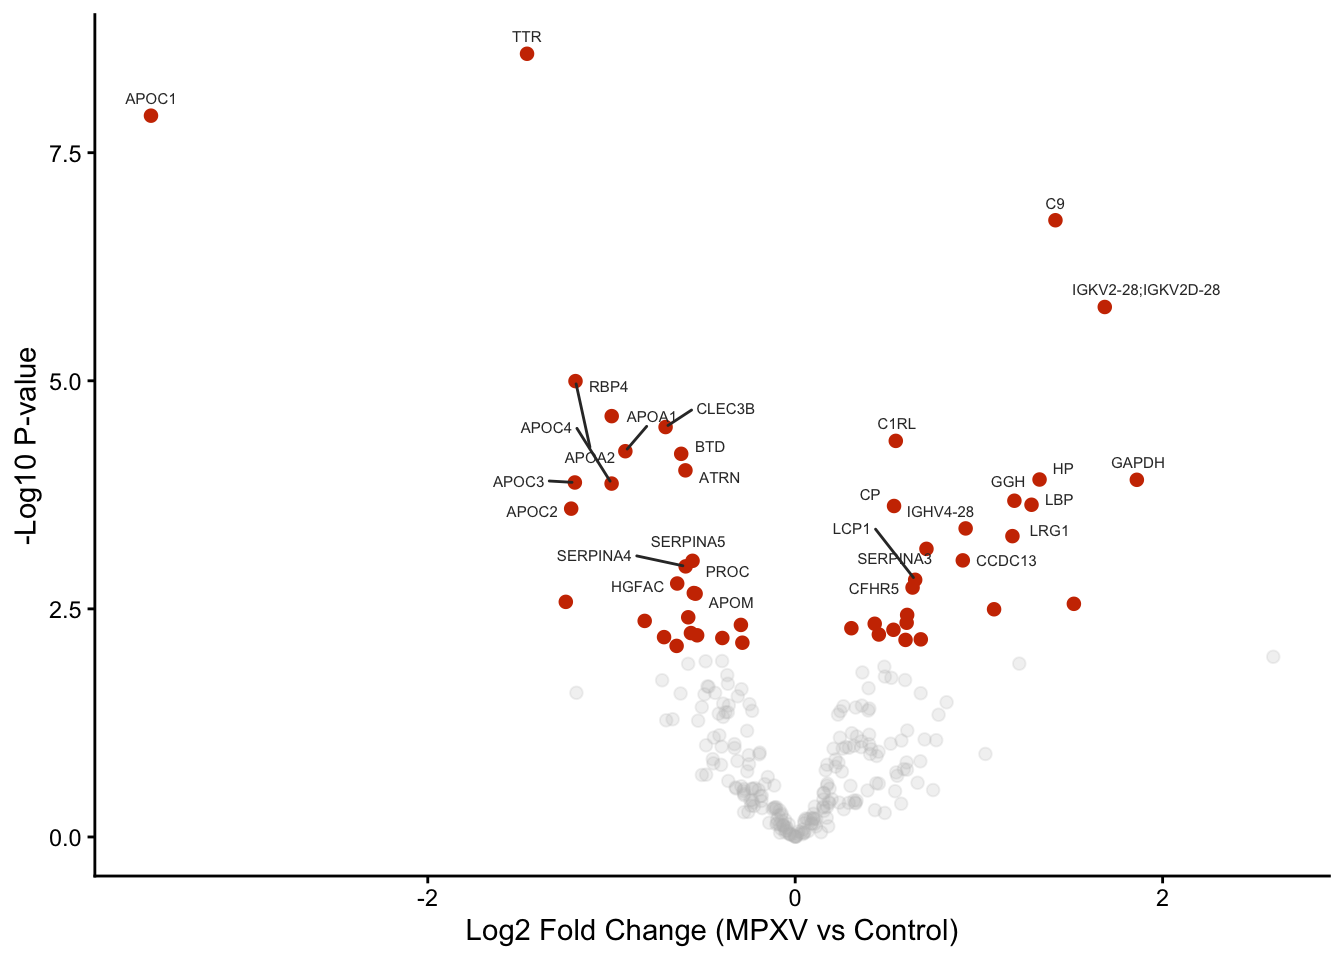 TTR
APOC1
7.5
C9
IGKV2-28;IGKV2D-28
5.0
RBP4
CLEC3B
APOA1
APOC4
C1RL
BTD
APOA2
HP
GAPDH
ATRN
APOC3
GGH
CP
LBP
APOC2
IGHV4-28
LCP1
LRG1
SERPINA5
SERPINA4
SERPINA3
CCDC13
PROC
HGFAC
CFHR5
APOM
2.5
0.0
-2 0 2
-Log10 P-value
Log2 Fold Change (MPXV vs Control)